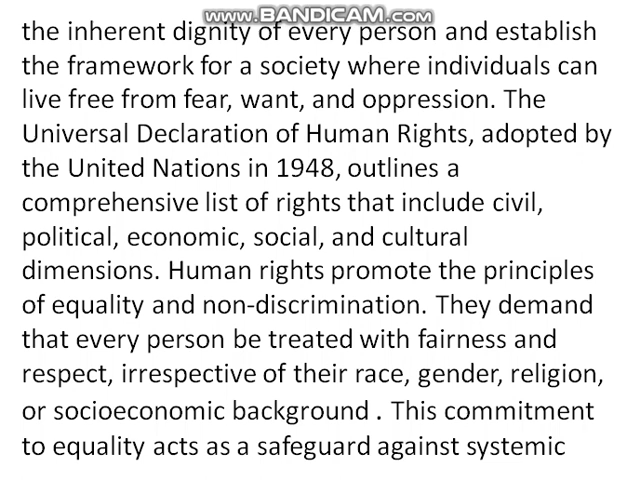 www.BANDICAM.com
the inherent dignity of every person and establish
the framework for a society where individuals can
live free from fear, want, and oppression. The
Universal Declaration of Human Rights, adopted by
the United Nations in 1948, outlines a
comprehensive list of rights that include civil,
political, economic, social, and cultural
dimensions. Human rights promote the principles
of equality and non-discrimination. They demand
that every person be treated with fairness and
respect, irrespective of their race, gender, religion,
or socioeconomic background . This commitment
to equality acts as a safeguard against systemic